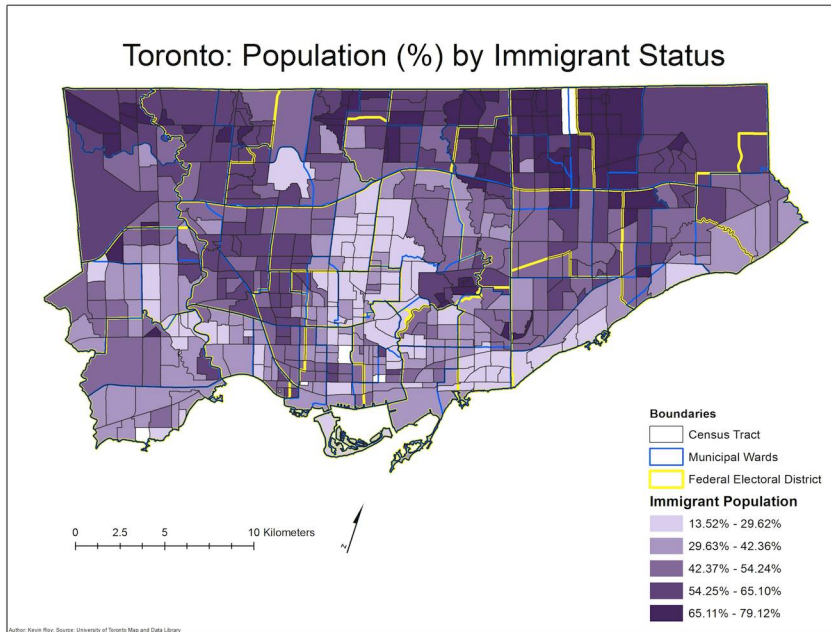 Toronto: Population (%) by Immigrant Status
Boundaries
Census Tract
Municipal Wards
Federal Electoral District
Immigrant Population
13.52% - 29.62%
29.63% - 42.36%
42.37% - 54.24%
54.25% - 65.10%
65.11% - 79.12%
0 2.5 5 10 Kilometers
N
Author: Kevin Roy; Source: University of Toronto Map and Data Library